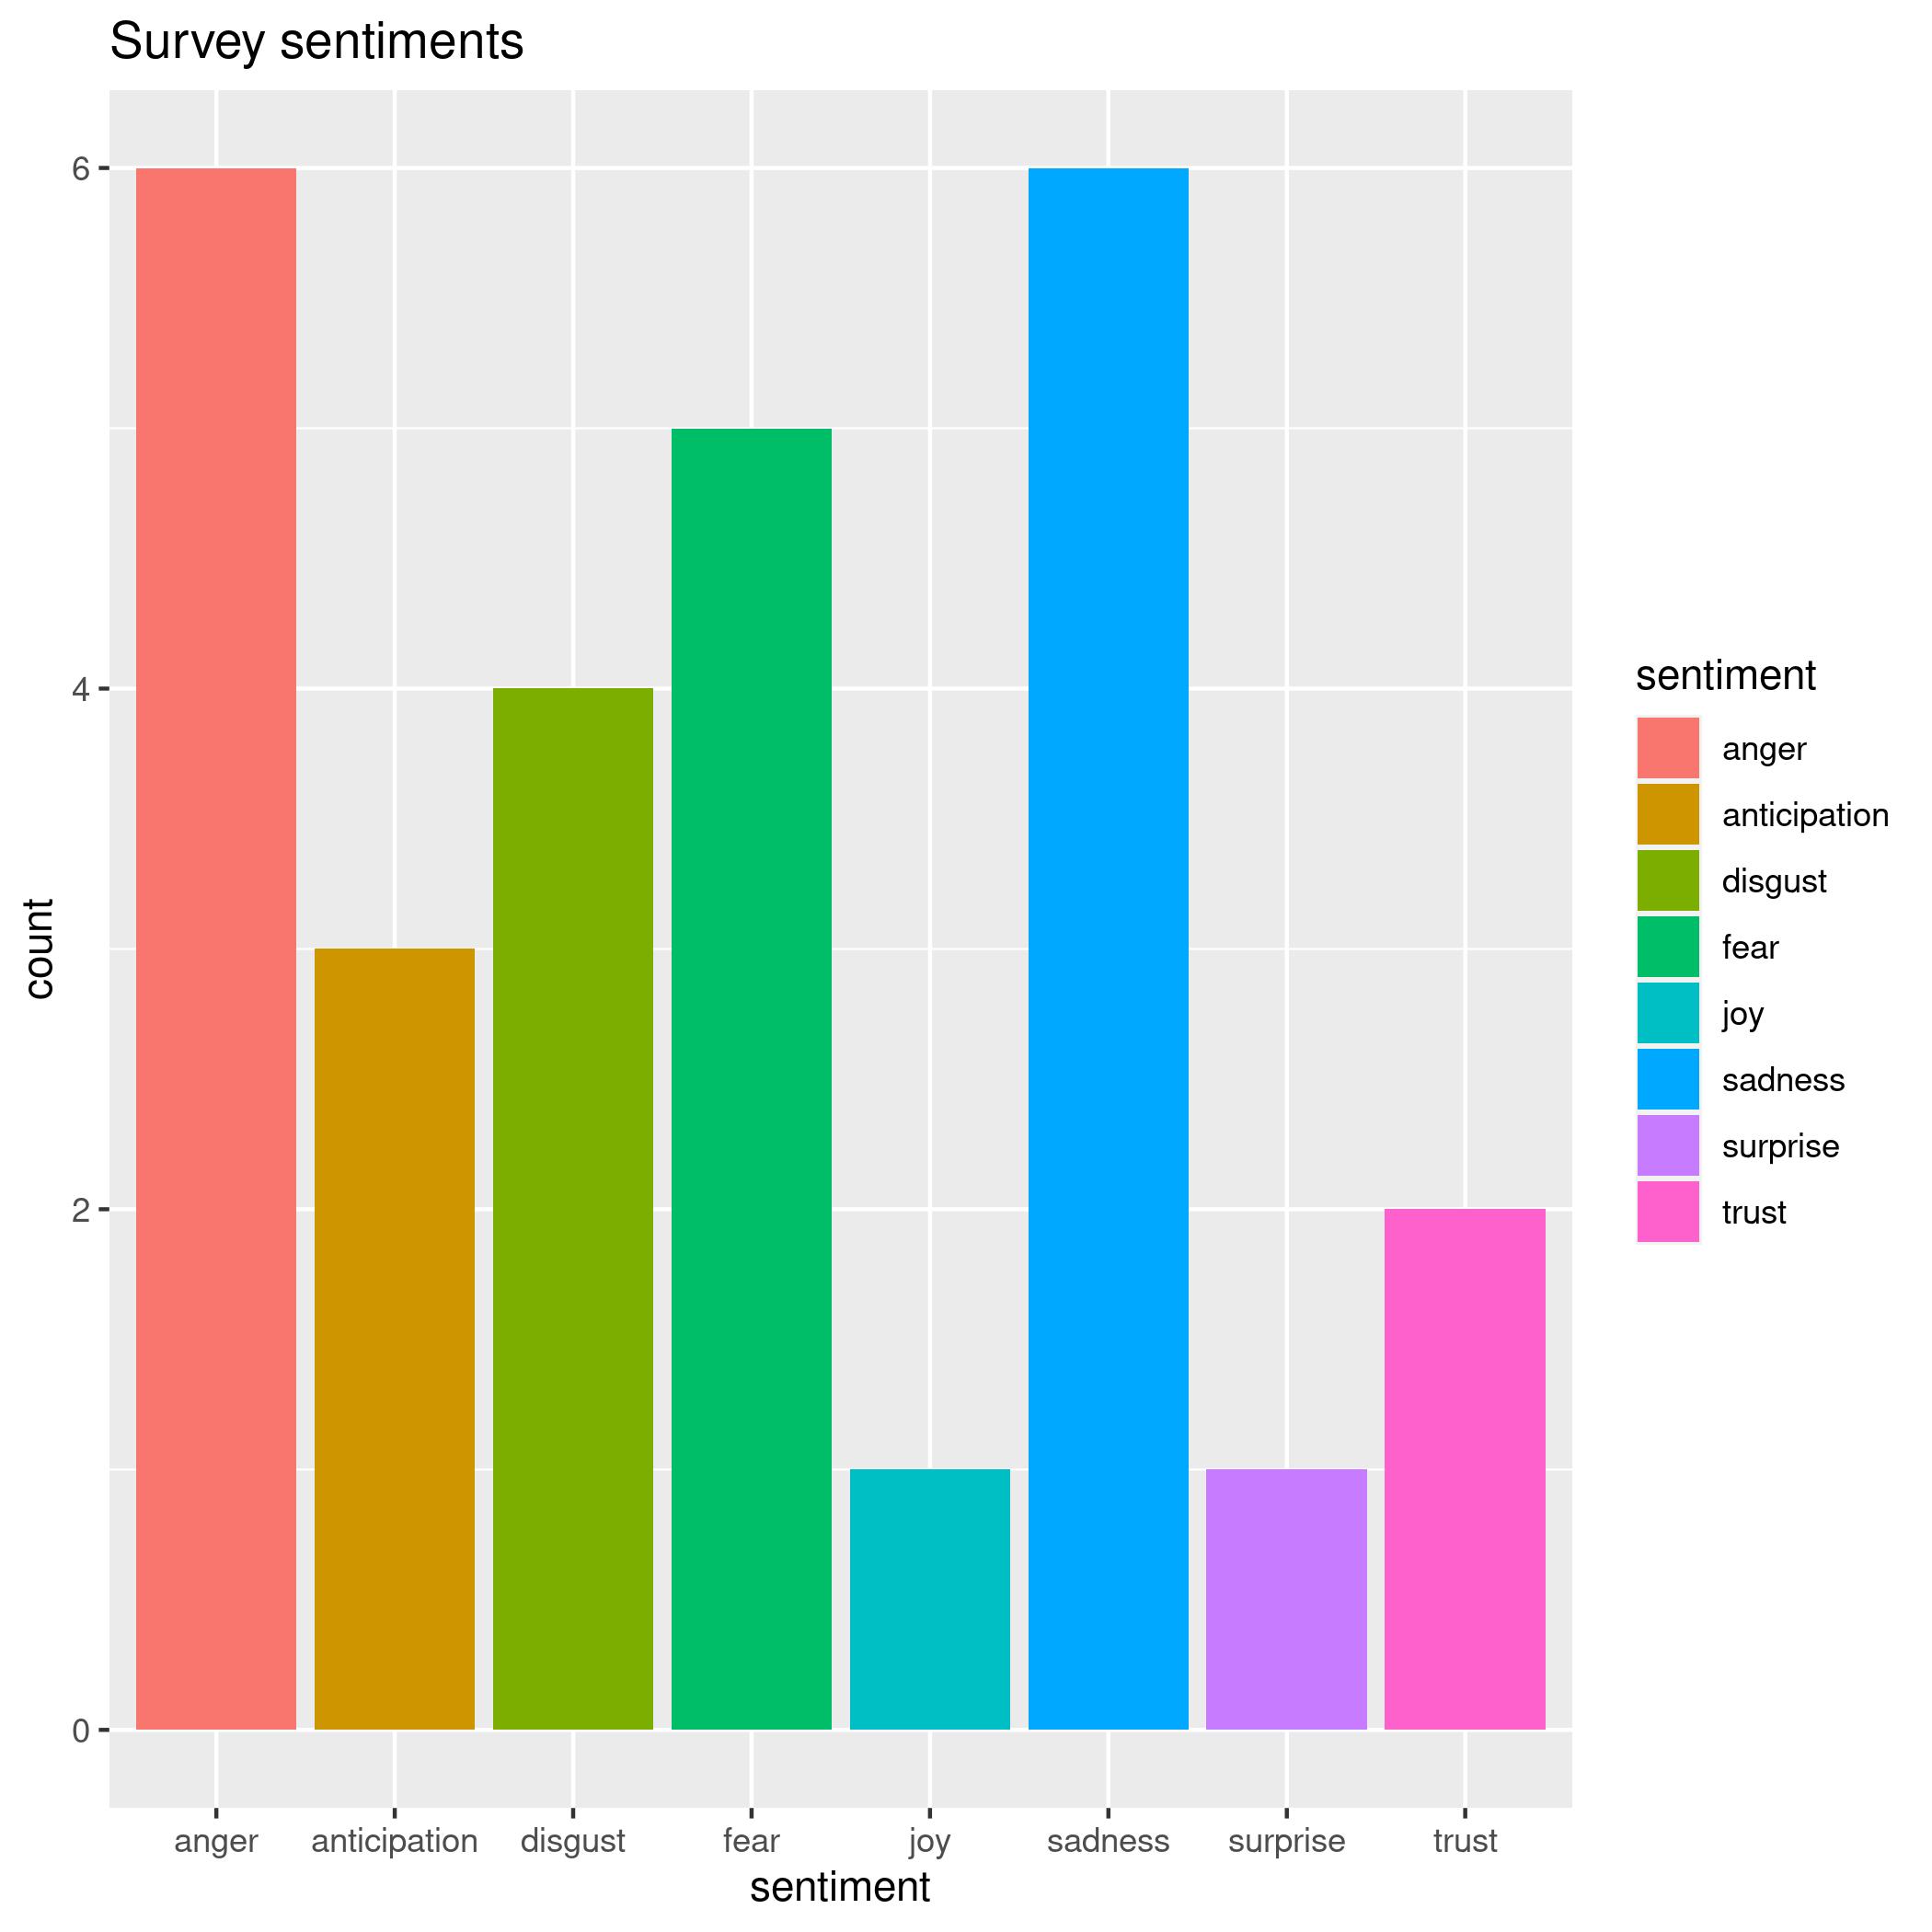 Survey sentiments
6
4
2
0
count
anger anticipation disgust fear joy sadness surprise trust
sentiment
sentiment
anger
anticipation
disgust
fear
joy
sadness
surprise
trust